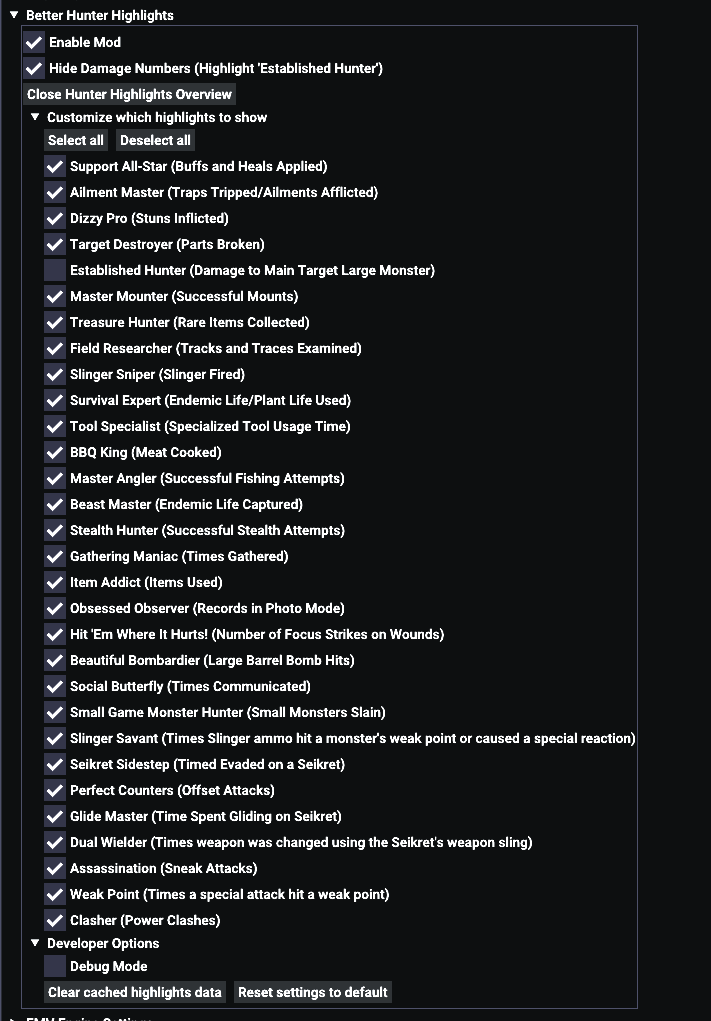 Better Hunter Highlights
Enable Mod
Hide Damage Numbers (Highlight 'Established Hunter')
Close Hunter Highlights Overview
Customize which highlights to show
Select all Deselect all
Support All-Star (Buffs and Heals Applied)
Ailment Master (Traps Tripped/Ailments Afflicted)
Dizzy Pro (Stuns Inflicted)
Target Destroyer (Parts Broken)
Established Hunter (Damage to Main Target Large Monster)
Master Mounter (Successful Mounts)
Treasure Hunter (Rare Items Collected)
Field Researcher (Tracks and Traces Examined)
Slinger Sniper (Slinger Fired)
Survival Expert (Endemic Life/Plant Life Used)
Tool Specialist (Specialized Tool Usage Time)
BBQ King (Meat Cooked)
Master Angler (Successful Fishing Attempts)
Beast Master (Endemic Life Captured)
Stealth Hunter (Successful Stealth Attempts)
Gathering Maniac (Times Gathered)
Item Addict (Items Used)
Obsessed Observer (Records in Photo Mode)
Hit 'Em Where It Hurts! (Number of Focus Strikes on Wounds)
Beautiful Bombardier (Large Barrel Bomb Hits)
Social Butterfly (Times Communicated)
Small Game Monster Hunter (Small Monsters Slain)
Slinger Savant (Times Slinger ammo hit a monster's weak point or caused a special reaction)
Seikret Sidestep (Timed Evaded on a Seikret)
Perfect Counters (Offset Attacks)
Glide Master (Time Spent Gliding on Seikret)
Dual Wielder (Times weapon was changed using the Seikret's weapon sling)
Assassination (Sneak Attacks)
Weak Point (Times a special attack hit a weak point)
Clasher (Power Clashes)
Developer Options
Debug Mode
Clear cached highlights data Reset settings to default